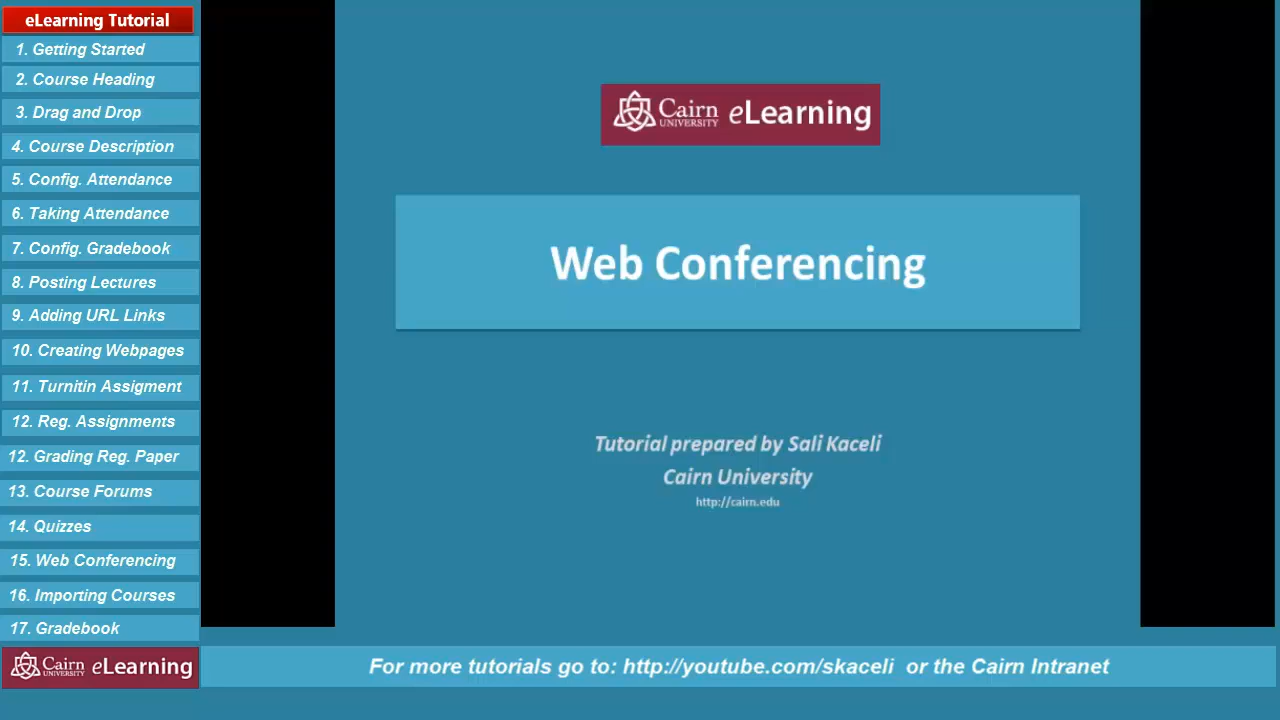 eLearning Tutorial
1. Getting Started
2. Course Heading
3. Drag and Drop
4. Course Description
5. Config. Attendance
6. Taking Attendance
7. Config. Gradebook
8. Posting Lectures
9. Adding URL Links
10. Creating Webpages
11. Turnitin Assigment
12. Reg. Assignments
12. Grading Reg. Paper
13. Course Forums
14. Quizzes
15. Web Conferencing
16. Importing Courses
17. Gradebook
Cairn UNIVERSITY eLearning
Cairn UNIVERSITY eLearning
Web Conferencing
Tutorial prepared by Sali Kaceli
Cairn University
http://cairn.edu
For more tutorials go to: http://youtube.com/skaceli or the Cairn Intranet